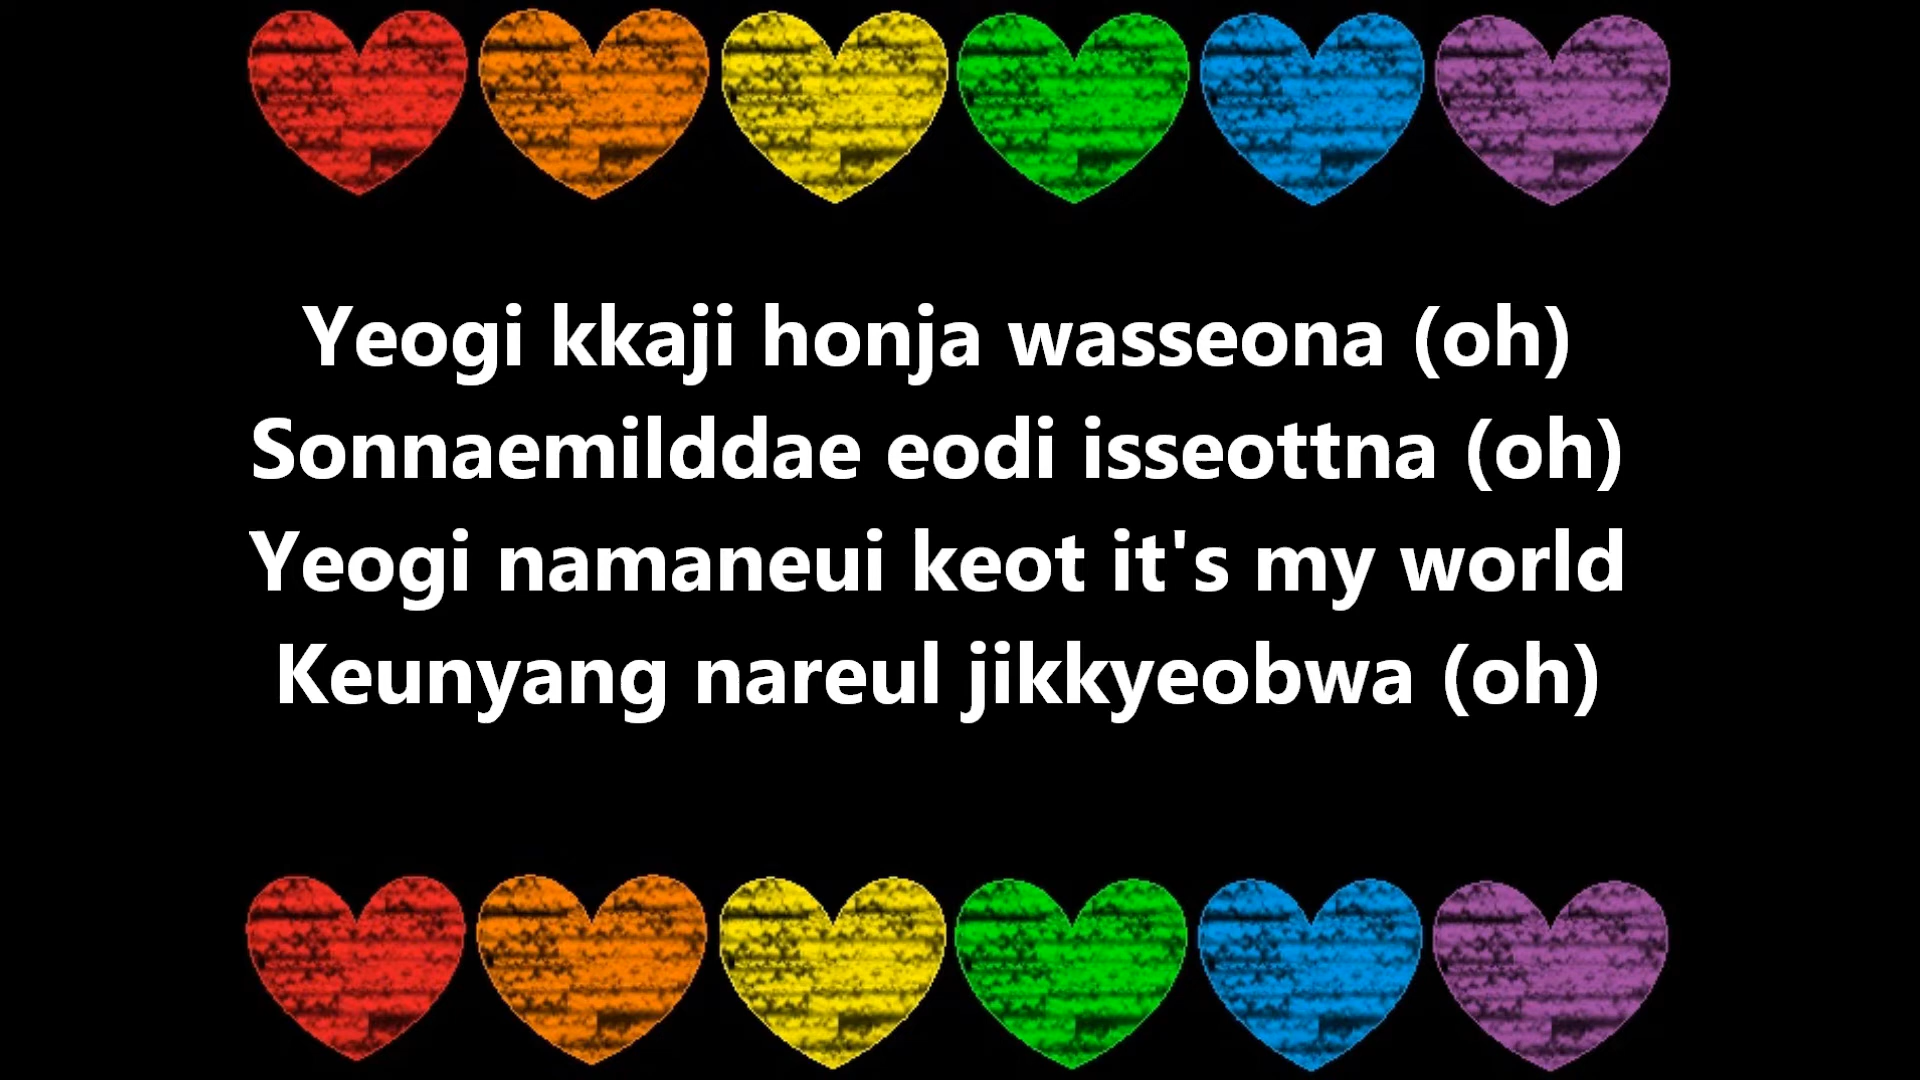 Yeogi kkaji honja wasseona (oh)
Sonnaemilddae eodi isseottna (oh)
Yeogi namaneui keot it's my world
Keunyang nareul jikkyeobwa (oh)